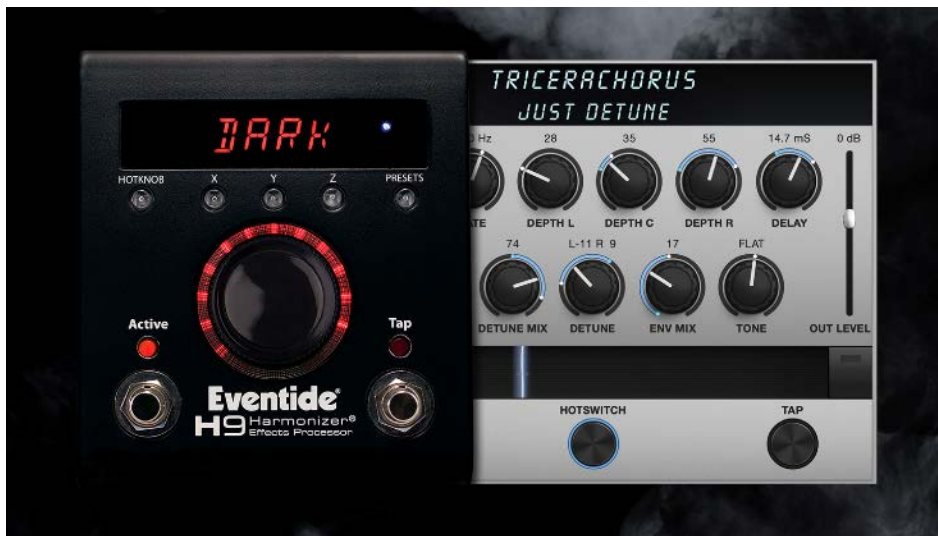 DARK
HOTKNOB X Y Z PRESETS
Active
Tap
Eventide®
H9 Harmonizer®
Effects Processor
TRICERACHORUS
JUST DETUNE
Hz 28 35 55 14.7 mS 0 dB
DEPTH L DEPTH C DEPTH R DELAY
74 L-11 R 9 17 FLAT
DETUNE MIX DETUNE ENV MIX TONE OUT LEVEL
HOTSWITCH TAP